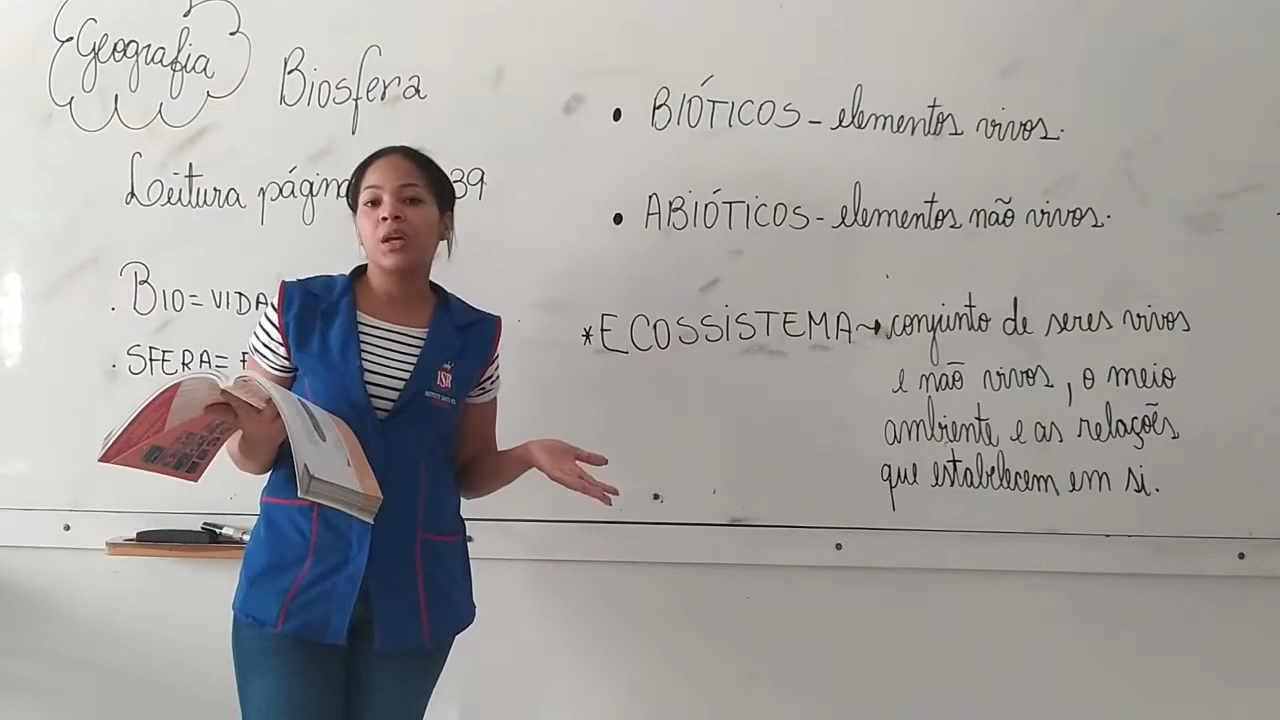 Geografia
Biosfera
Leitura 39
. BIO = VIDA
. SFERA =
• BIÓTICOS - elementos vivos.
• ABIÓTICOS - elementos não vivos.
* ECOSSISTEMA → conjunto de seres vivos
e não vivos, o meio
ambiente e as relações
que estabelecem em si.
ISR